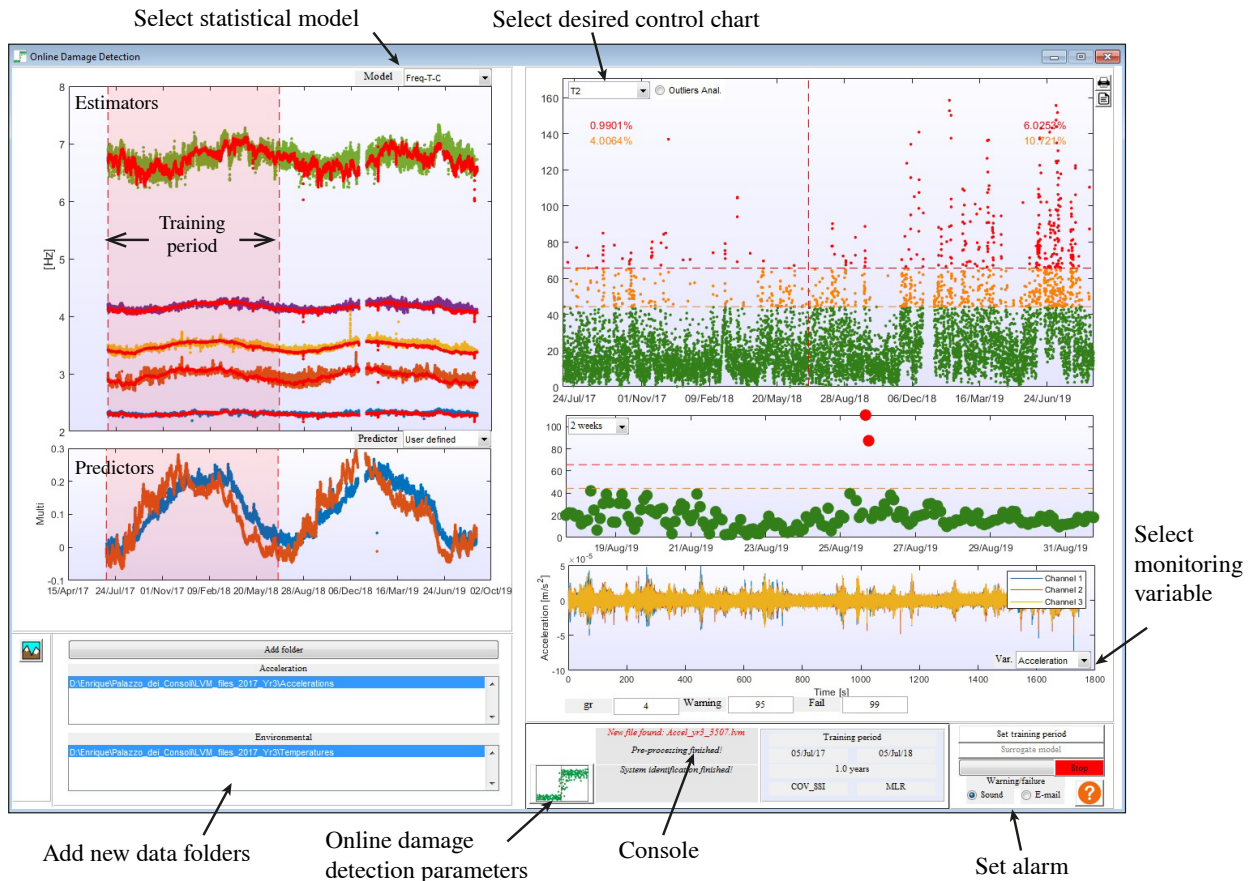 Select statistical model
Select desired control chart
Online Damage Detection
Model Freq-T-C
Estimators
8
7
6
5
4
3
2
[Hz]
Training
period
Predictor User defined
Predictors
0.3
0.2
0.1
0
-0.1
Multi
15/Apr/17 24/Jul/17 01/Nov/17 09/Feb/18 20/May/18 28/Aug/18 06/Dec/18 16/Mar/19 24/Jun/19 02/Oct/19
T2 Outliers Anal.
0.9901%
4.0064%
6.0253%
10.721%
160
140
120
100
80
60
40
20
0
24/Jul/17 01/Nov/17 09/Feb/18 20/May/18 28/Aug/18 06/Dec/18 16/Mar/19 24/Jun/19
2 weeks
100
80
60
40
20
0
19/Aug/19 21/Aug/19 23/Aug/19 25/Aug/19 27/Aug/19 29/Aug/19 31/Aug/19
×10⁻⁵
5
0
-5
-10
Acceleration [m/s²]
Channel 1
Channel 2
Channel 3
Var. Acceleration
0 200 400 600 800 1000 1200 1400 1600 1800
Time [s]
Select
monitoring
variable
gr 4 Warning 95 Fail 99
Add folder
Acceleration
D:\Enrique\Palazzo_dei_Consoli\LVM_files_2017_Yr3\Accelerations
Environmental
D:\Enrique\Palazzo_dei_Consoli\LVM_files_2017_Yr3\Temperatures
New file found: Accel_yr3_3507.lvm
Pre-processing finished!
System identification finished!
Training period
05/Jul/17 05/Jul/18
1.0 years
COV_SSI MLR
Set training period
Surrogate model
Stop
Warning/failure
Sound E-mail
?
Add new data folders
Online damage
detection parameters
Console
Set alarm